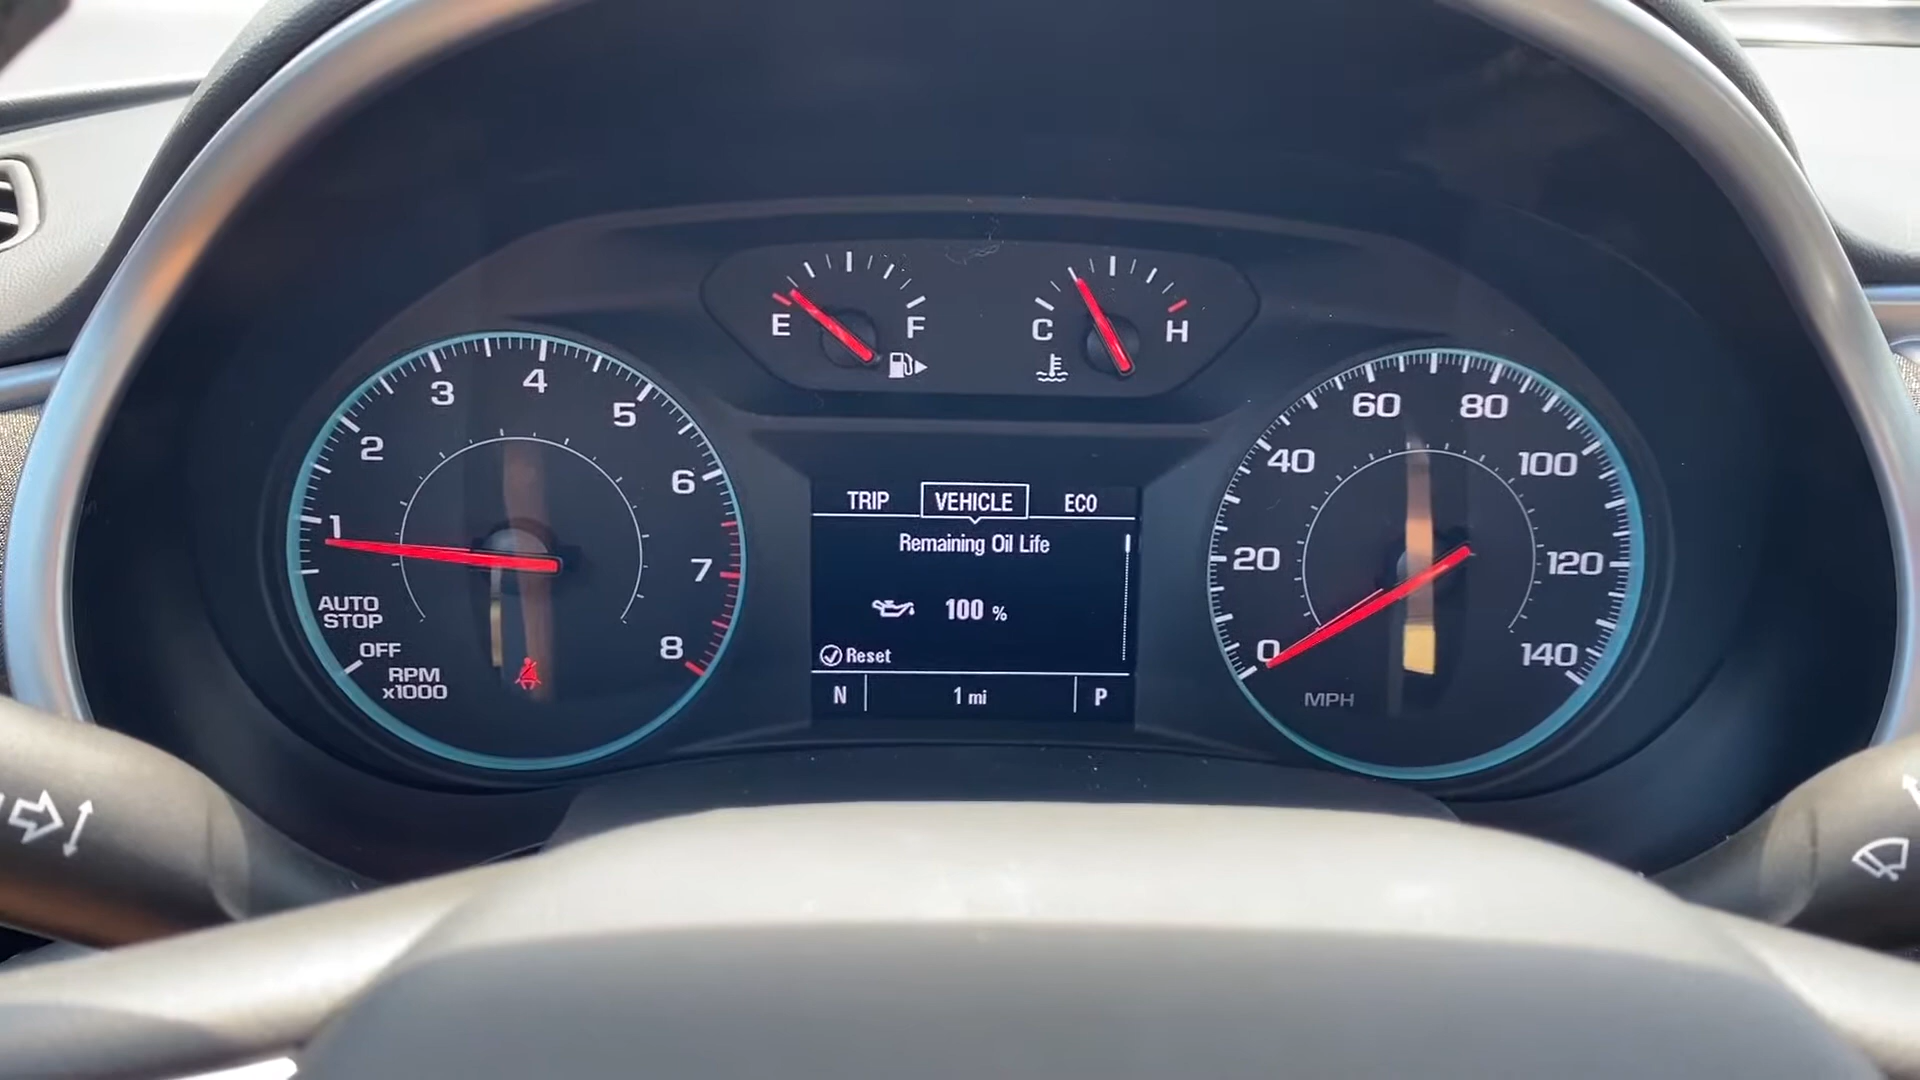 E F
C H
1
2
3
4
5
6
7
8
AUTO
STOP
OFF
RPM
x1000
TRIP VEHICLE ECO
Remaining Oil Life
100 %
Reset
N 1 mi P
0
20
40
60
80
100
120
140
MPH